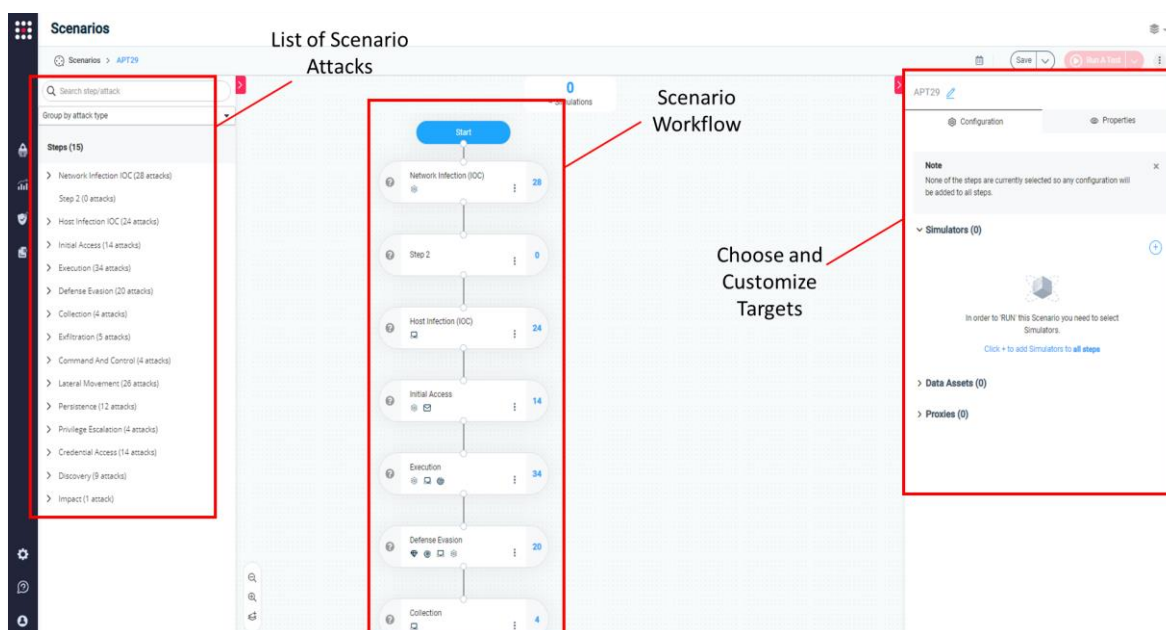 Scenarios
List of Scenario
Attacks
Scenarios > APT29
Save
Run A Test
Search step/attack
Group by attack type
Steps (15)
> Network Infection IOC (28 attacks)
Step 2 (0 attacks)
> Host Infection IOC (24 attacks)
> Initial Access (14 attacks)
> Execution (34 attacks)
> Defense Evasion (20 attacks)
> Collection (4 attacks)
> Exfiltration (5 attacks)
> Command And Control (4 attacks)
> Lateral Movement (26 attacks)
> Persistence (12 attacks)
> Privilege Escalation (4 attacks)
> Credential Access (14 attacks)
> Discovery (9 attacks)
> Impact (1 attack)
0
Simulations
Start
Network Infection (IOC)
28
Step 2
0
Host Infection (IOC)
24
Initial Access
14
Execution
34
Defense Evasion
20
Collection
4
Scenario
Workflow
Choose and
Customize
Targets
APT29
Configuration
Properties
Note
None of the steps are currently selected so any configuration will
be added to all steps.
Simulators (0)
In order to 'RUN' this Scenario you need to select
Simulators.
Click + to add Simulators to all steps
> Data Assets (0)
> Proxies (0)